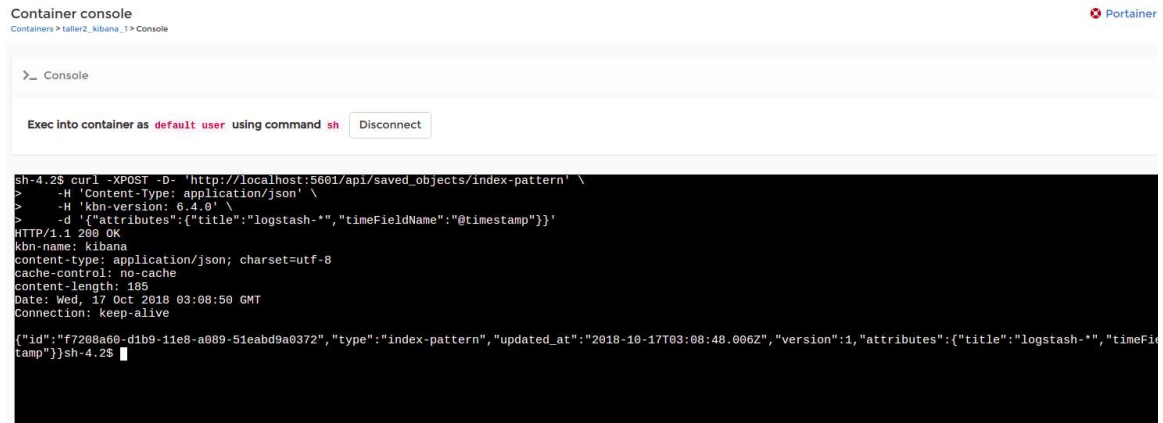 Container console
Portainer
Containers > taller2_kibana_1 > Console
>_ Console
Exec into container as default user using command sh Disconnect
sh-4.2$ curl -XPOST -D- 'http://localhost:5601/api/saved_objects/index-pattern' \
> -H 'Content-Type: application/json' \
> -H 'kbn-version: 6.4.0' \
> -d '{"attributes":{"title":"logstash-*","timeFieldName":"@timestamp"}}'
HTTP/1.1 200 OK
kbn-name: kibana
content-type: application/json; charset=utf-8
cache-control: no-cache
content-length: 185
Date: Wed, 17 Oct 2018 03:08:50 GMT
Connection: keep-alive
{"id":"f7208a60-d1b9-11e8-a089-51eabd9a0372","type":"index-pattern","updated_at":"2018-10-17T03:08:48.006Z","version":1,"attributes":{"title":"logstash-*","timeFie
tamp"}}sh-4.2$